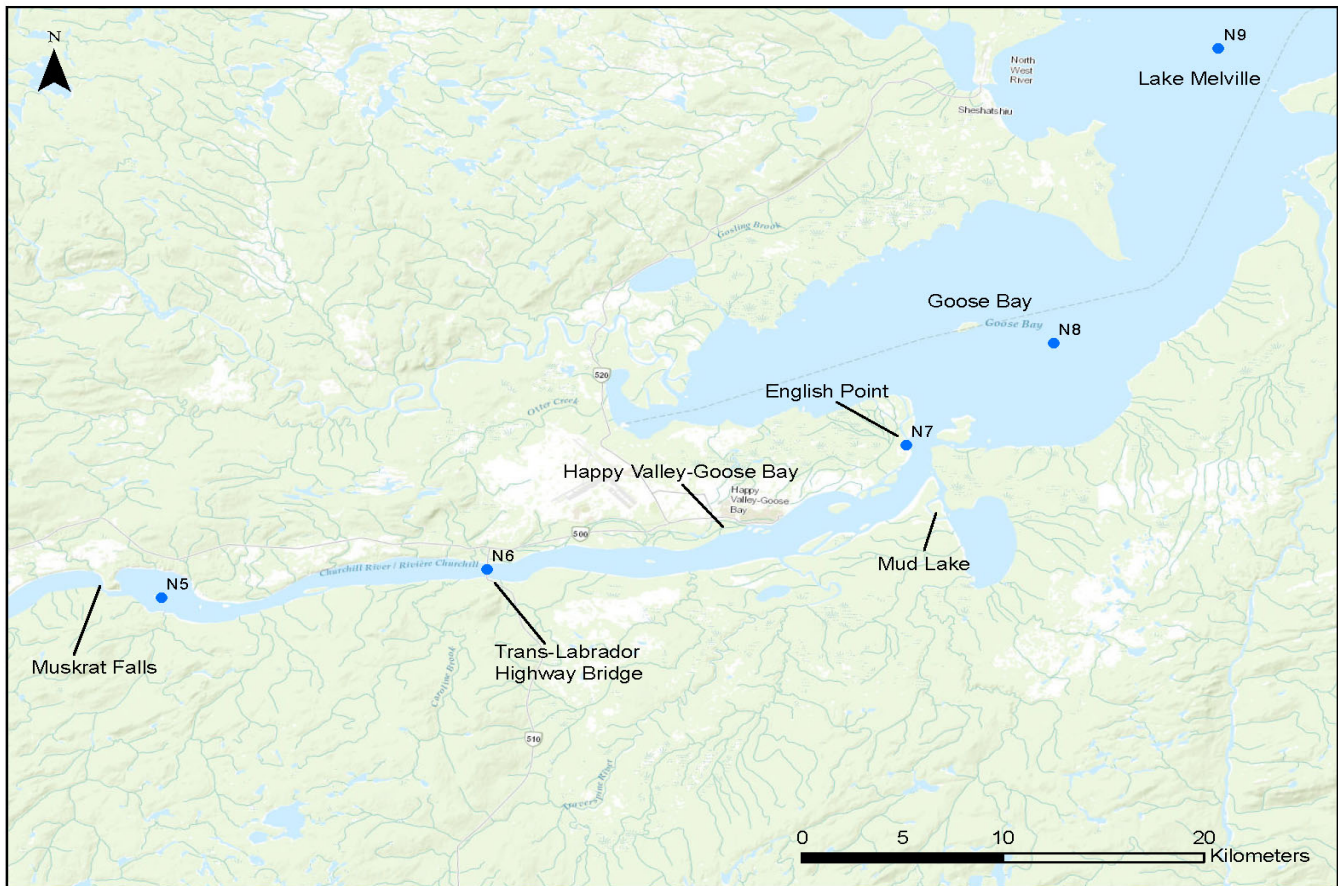 N
N9
Lake Melville
North
West
River
Sheshatshiu
Gosling Brook
Goose Bay
Goose Bay
N8
520
English Point
Otter Creek
N7
Happy Valley-Goose Bay
Happy
Valley-Goose
Bay
500
Mud Lake
N6
Churchill River / Rivière Churchill
N5
Muskrat Falls
Trans-Labrador
Highway Bridge
Caroline Brook
510
0 5 10 20
Kilometers